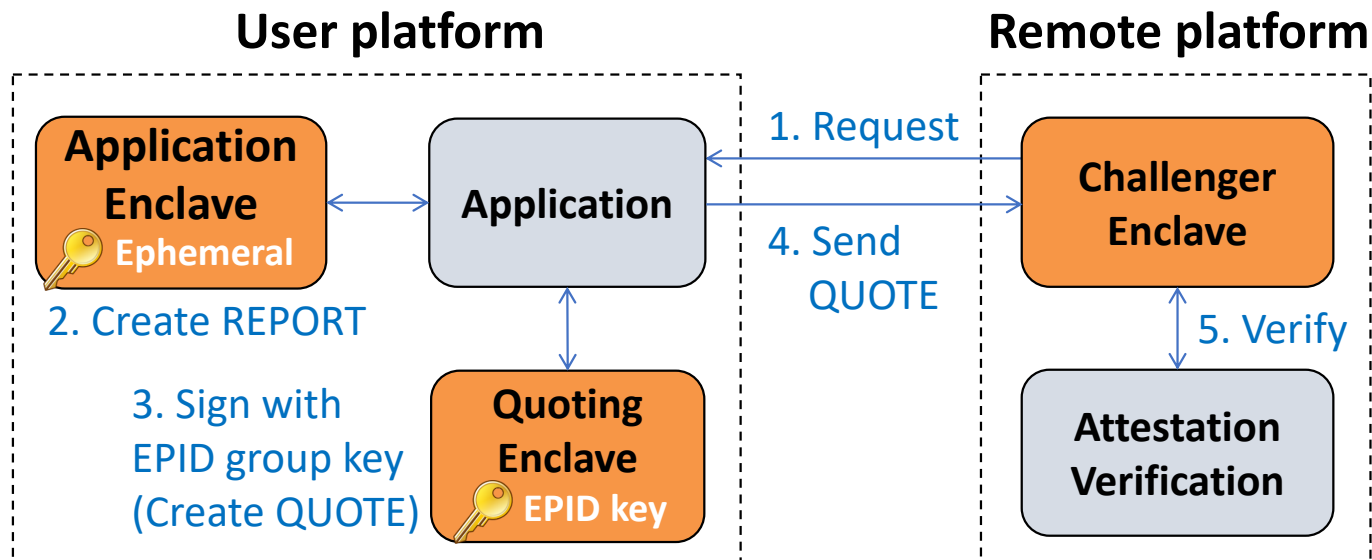 User platform
Remote platform
Application
Enclave
Ephemeral
Application
1. Request
4. Send
QUOTE
Challenger
Enclave
2. Create REPORT
5. Verify
3. Sign with
EPID group key
(Create QUOTE)
Quoting
Enclave
EPID key
Attestation
Verification